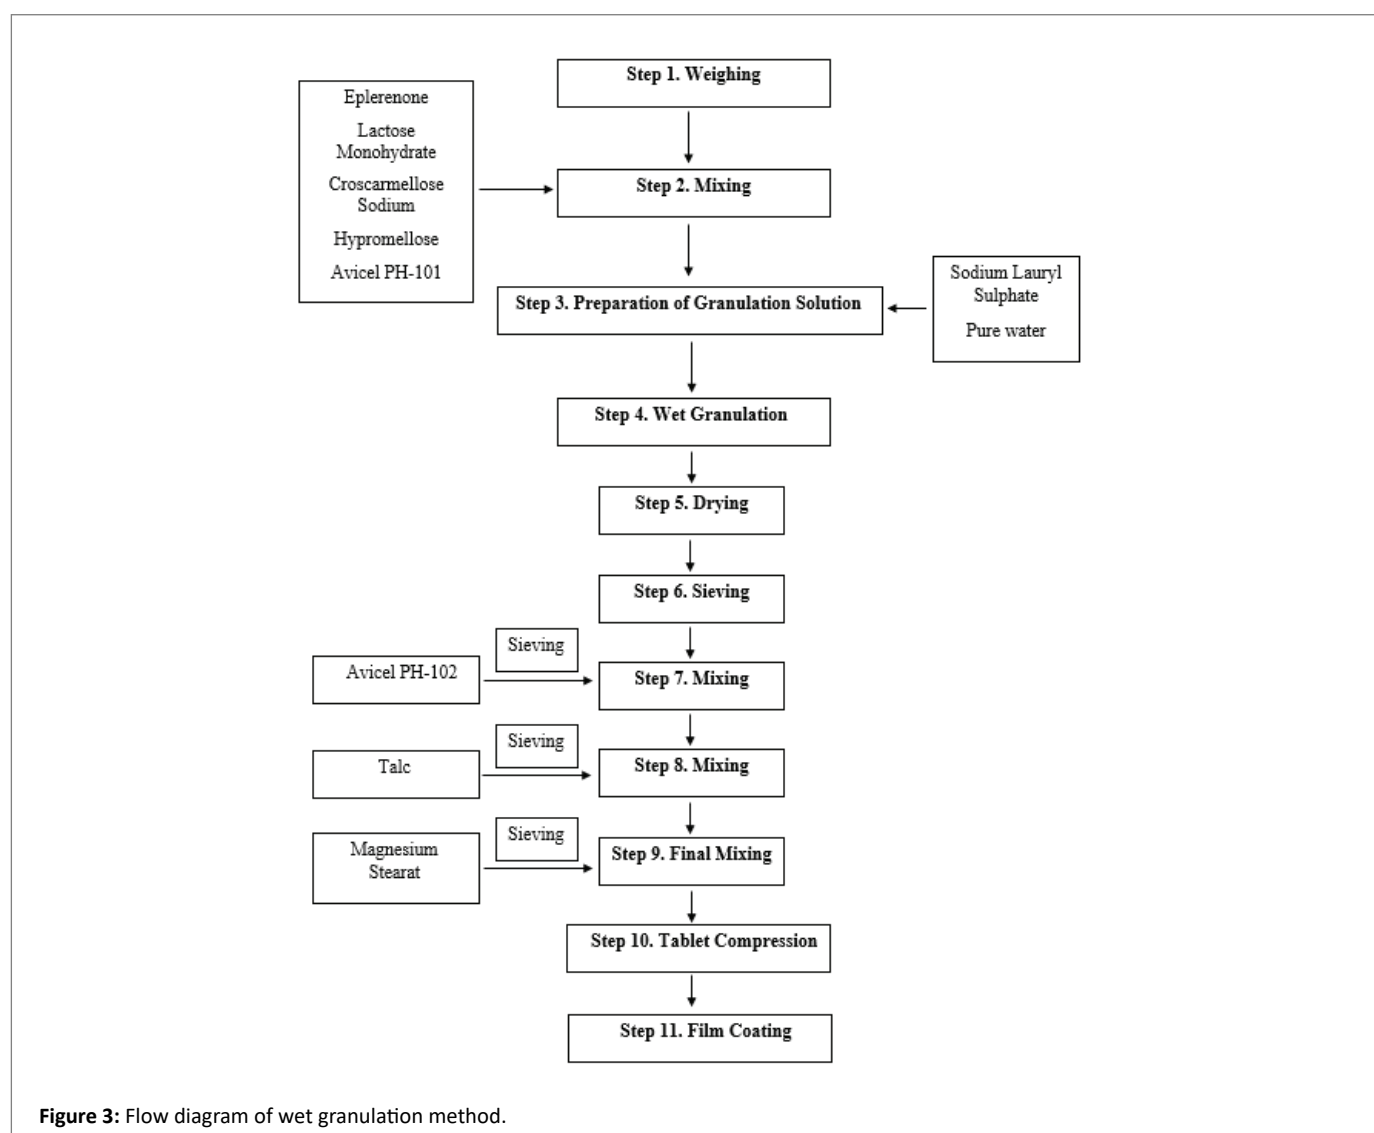 Step 1. Weighing
Eplerenone
Lactose
Monohydrate
Croscarmellose
Sodium
Hypromellose
Avicel PH-101
Step 2. Mixing
Sodium Lauryl
Sulphate
Pure water
Step 3. Preparation of Granulation Solution
Step 4. Wet Granulation
Step 5. Drying
Step 6. Sieving
Avicel PH-102
Sieving
Step 7. Mixing
Talc
Sieving
Step 8. Mixing
Magnesium
Stearat
Sieving
Step 9. Final Mixing
Step 10. Tablet Compression
Step 11. Film Coating
Figure 3: Flow diagram of wet granulation method.